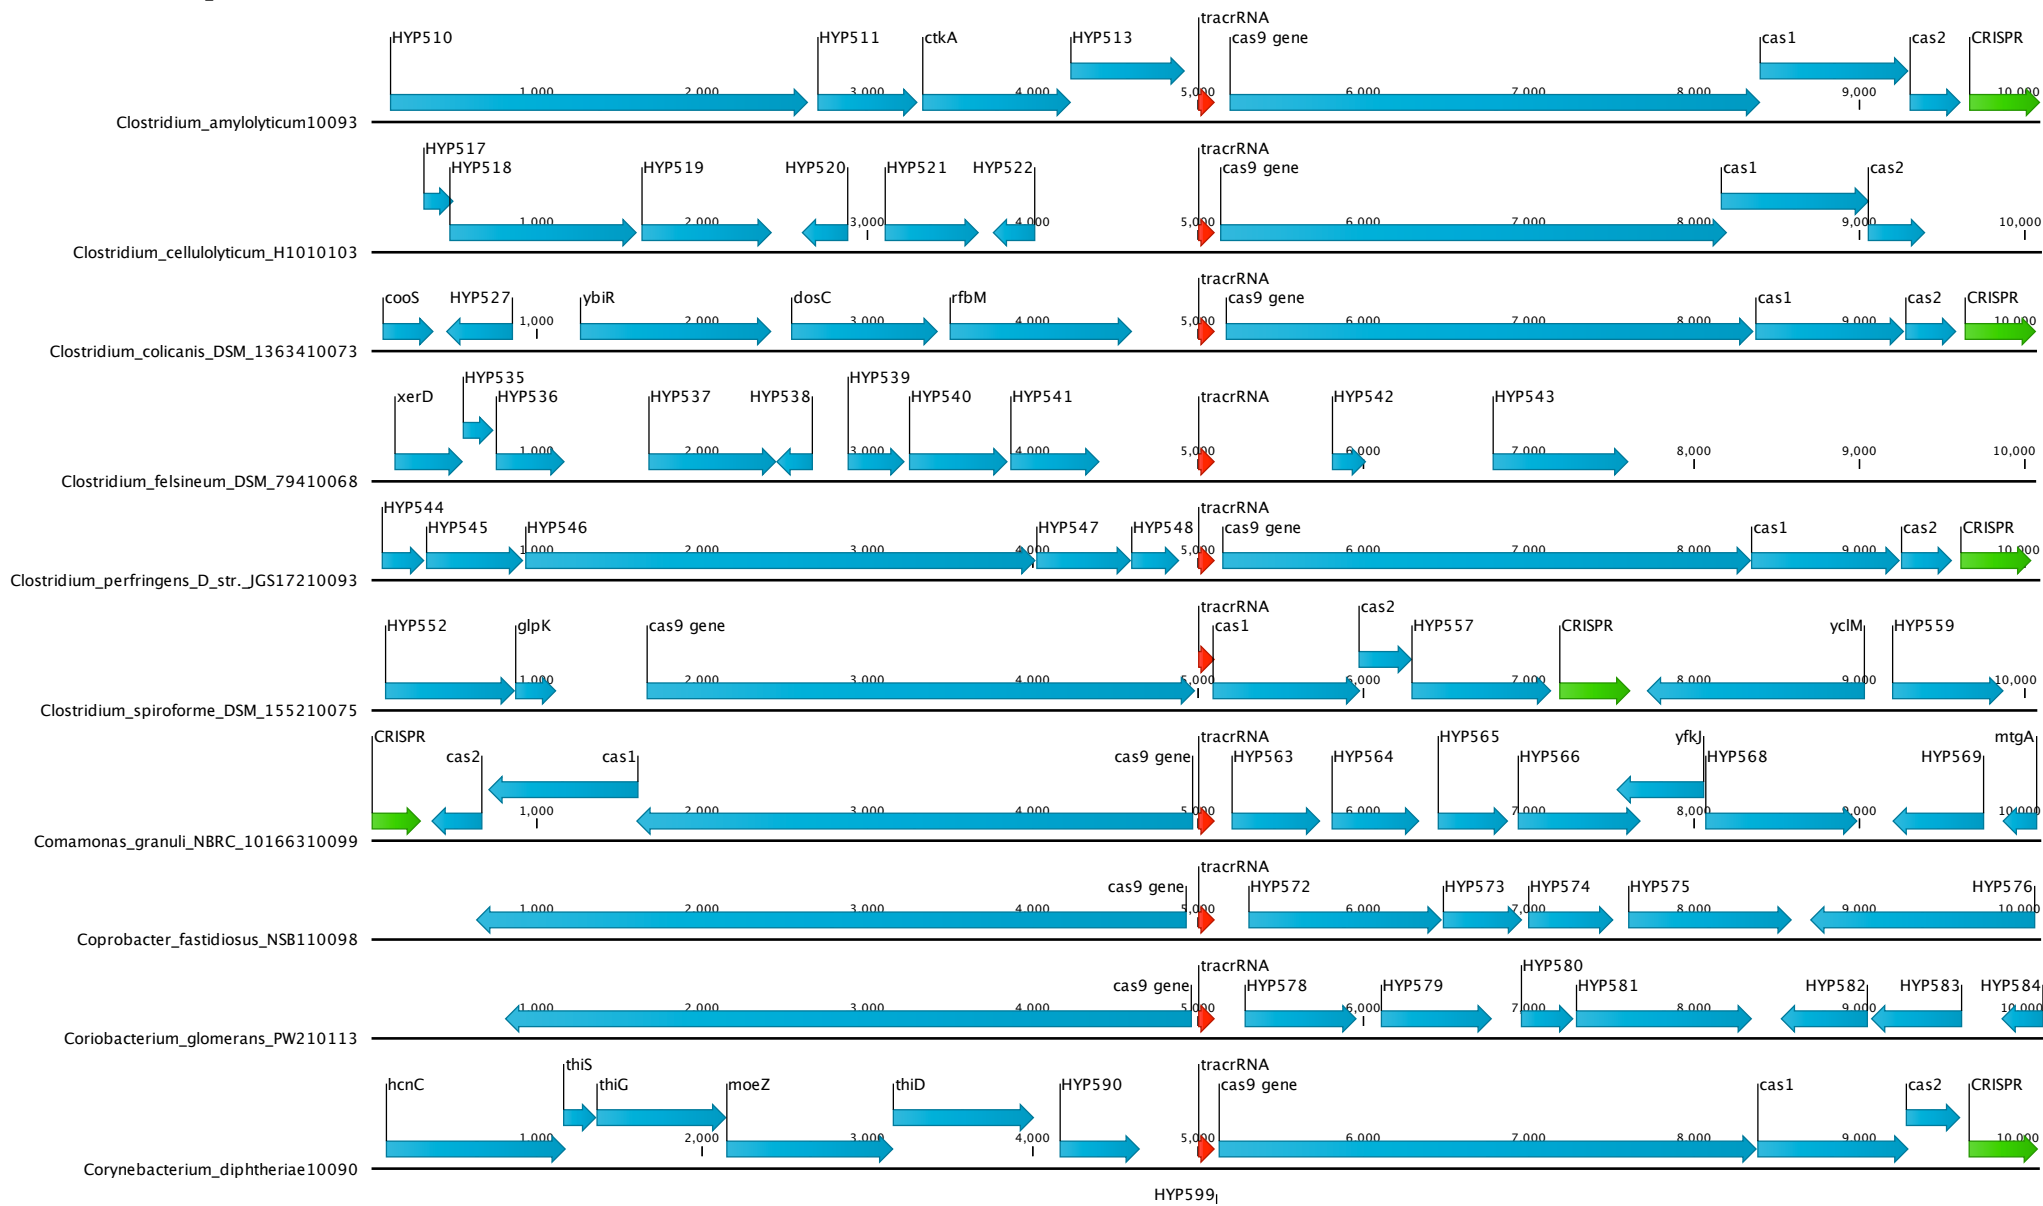 tracrRNA
HYP510 HYP511 ctkA HYP513 cas9 gene cas1 cas2 CRISPR
1,000 2,000 3,000 4,000 5,000 6,000 7,000 8,000 9,000 10,000
Clostridium_amylolyticum10093
HYP517 tracrRNA
HYP518 HYP519 HYP520 HYP521 HYP522 cas9 gene cas1 cas2
1,000 2,000 3,000 4,000 5,000 6,000 7,000 8,000 9,000 10,000
Clostridium_cellulolyticum_H1010103
tracrRNA
cooS HYP527 ybiR dosC rfbM cas9 gene cas1 cas2 CRISPR
1,000 2,000 3,000 4,000 5,000 6,000 7,000 8,000 9,000 10,000
Clostridium_colicanis_DSM_1363410073
HYP535 HYP539
xerD HYP536 HYP537 HYP538 HYP540 HYP541 tracrRNA HYP542 HYP543
1,000 2,000 3,000 4,000 5,000 6,000 7,000 8,000 9,000 10,000
Clostridium_felsineum_DSM_79410068
HYP544 tracrRNA
HYP545 HYP546 HYP547 HYP548 cas9 gene cas1 cas2 CRISPR
1,000 2,000 3,000 4,000 5,000 6,000 7,000 8,000 9,000 10,000
Clostridium_perfringens_D_str._JGS17210093
tracrRNA cas2
HYP552 glpK cas9 gene cas1 HYP557 CRISPR yclM HYP559
1,000 2,000 3,000 4,000 5,000 6,000 7,000 8,000 9,000 10,000
Clostridium_spiroforme_DSM_155210075
CRISPR tracrRNA HYP565 yfkJ mtgA
cas2 cas1 cas9 gene HYP563 HYP564 HYP566 HYP568 HYP569
1,000 2,000 3,000 4,000 5,000 6,000 7,000 8,000 9,000 10,000
Comamonas_granuli_NBRC_10166310099
tracrRNA
cas9 gene HYP572 HYP573 HYP574 HYP575 HYP576
1,000 2,000 3,000 4,000 5,000 6,000 7,000 8,000 9,000 10,000
Coprobacter_fastidiosus_NSB110098
tracrRNA HYP580
cas9 gene HYP578 HYP579 HYP581 HYP582 HYP583 HYP584
1,000 2,000 3,000 4,000 5,000 6,000 7,000 8,000 9,000 10,000
Coriobacterium_glomerans_PW210113
thiS tracrRNA
hcnC thiG moeZ thiD HYP590 cas9 gene cas1 cas2 CRISPR
1,000 2,000 3,000 4,000 5,000 6,000 7,000 8,000 9,000 10,000
Corynebacterium_diphtheriae10090
HYP599